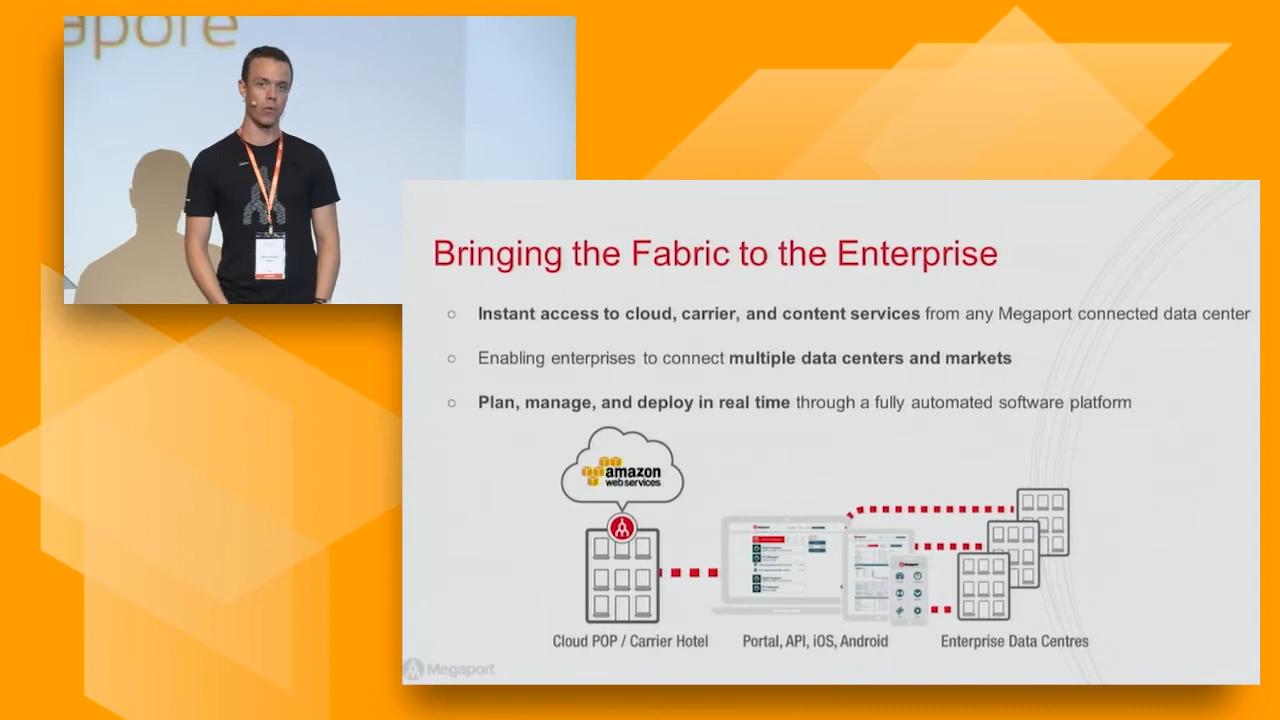 apore
Bringing the Fabric to the Enterprise
Instant access to cloud, carrier, and content services from any Megaport connected data center
Enabling enterprises to connect multiple data centers and markets
Plan, manage, and deploy in real time through a fully automated software platform
amazon
web services
Megaport
Cloud POP / Carrier Hotel
Portal, API, iOS, Android
Enterprise Data Centres
Megaport